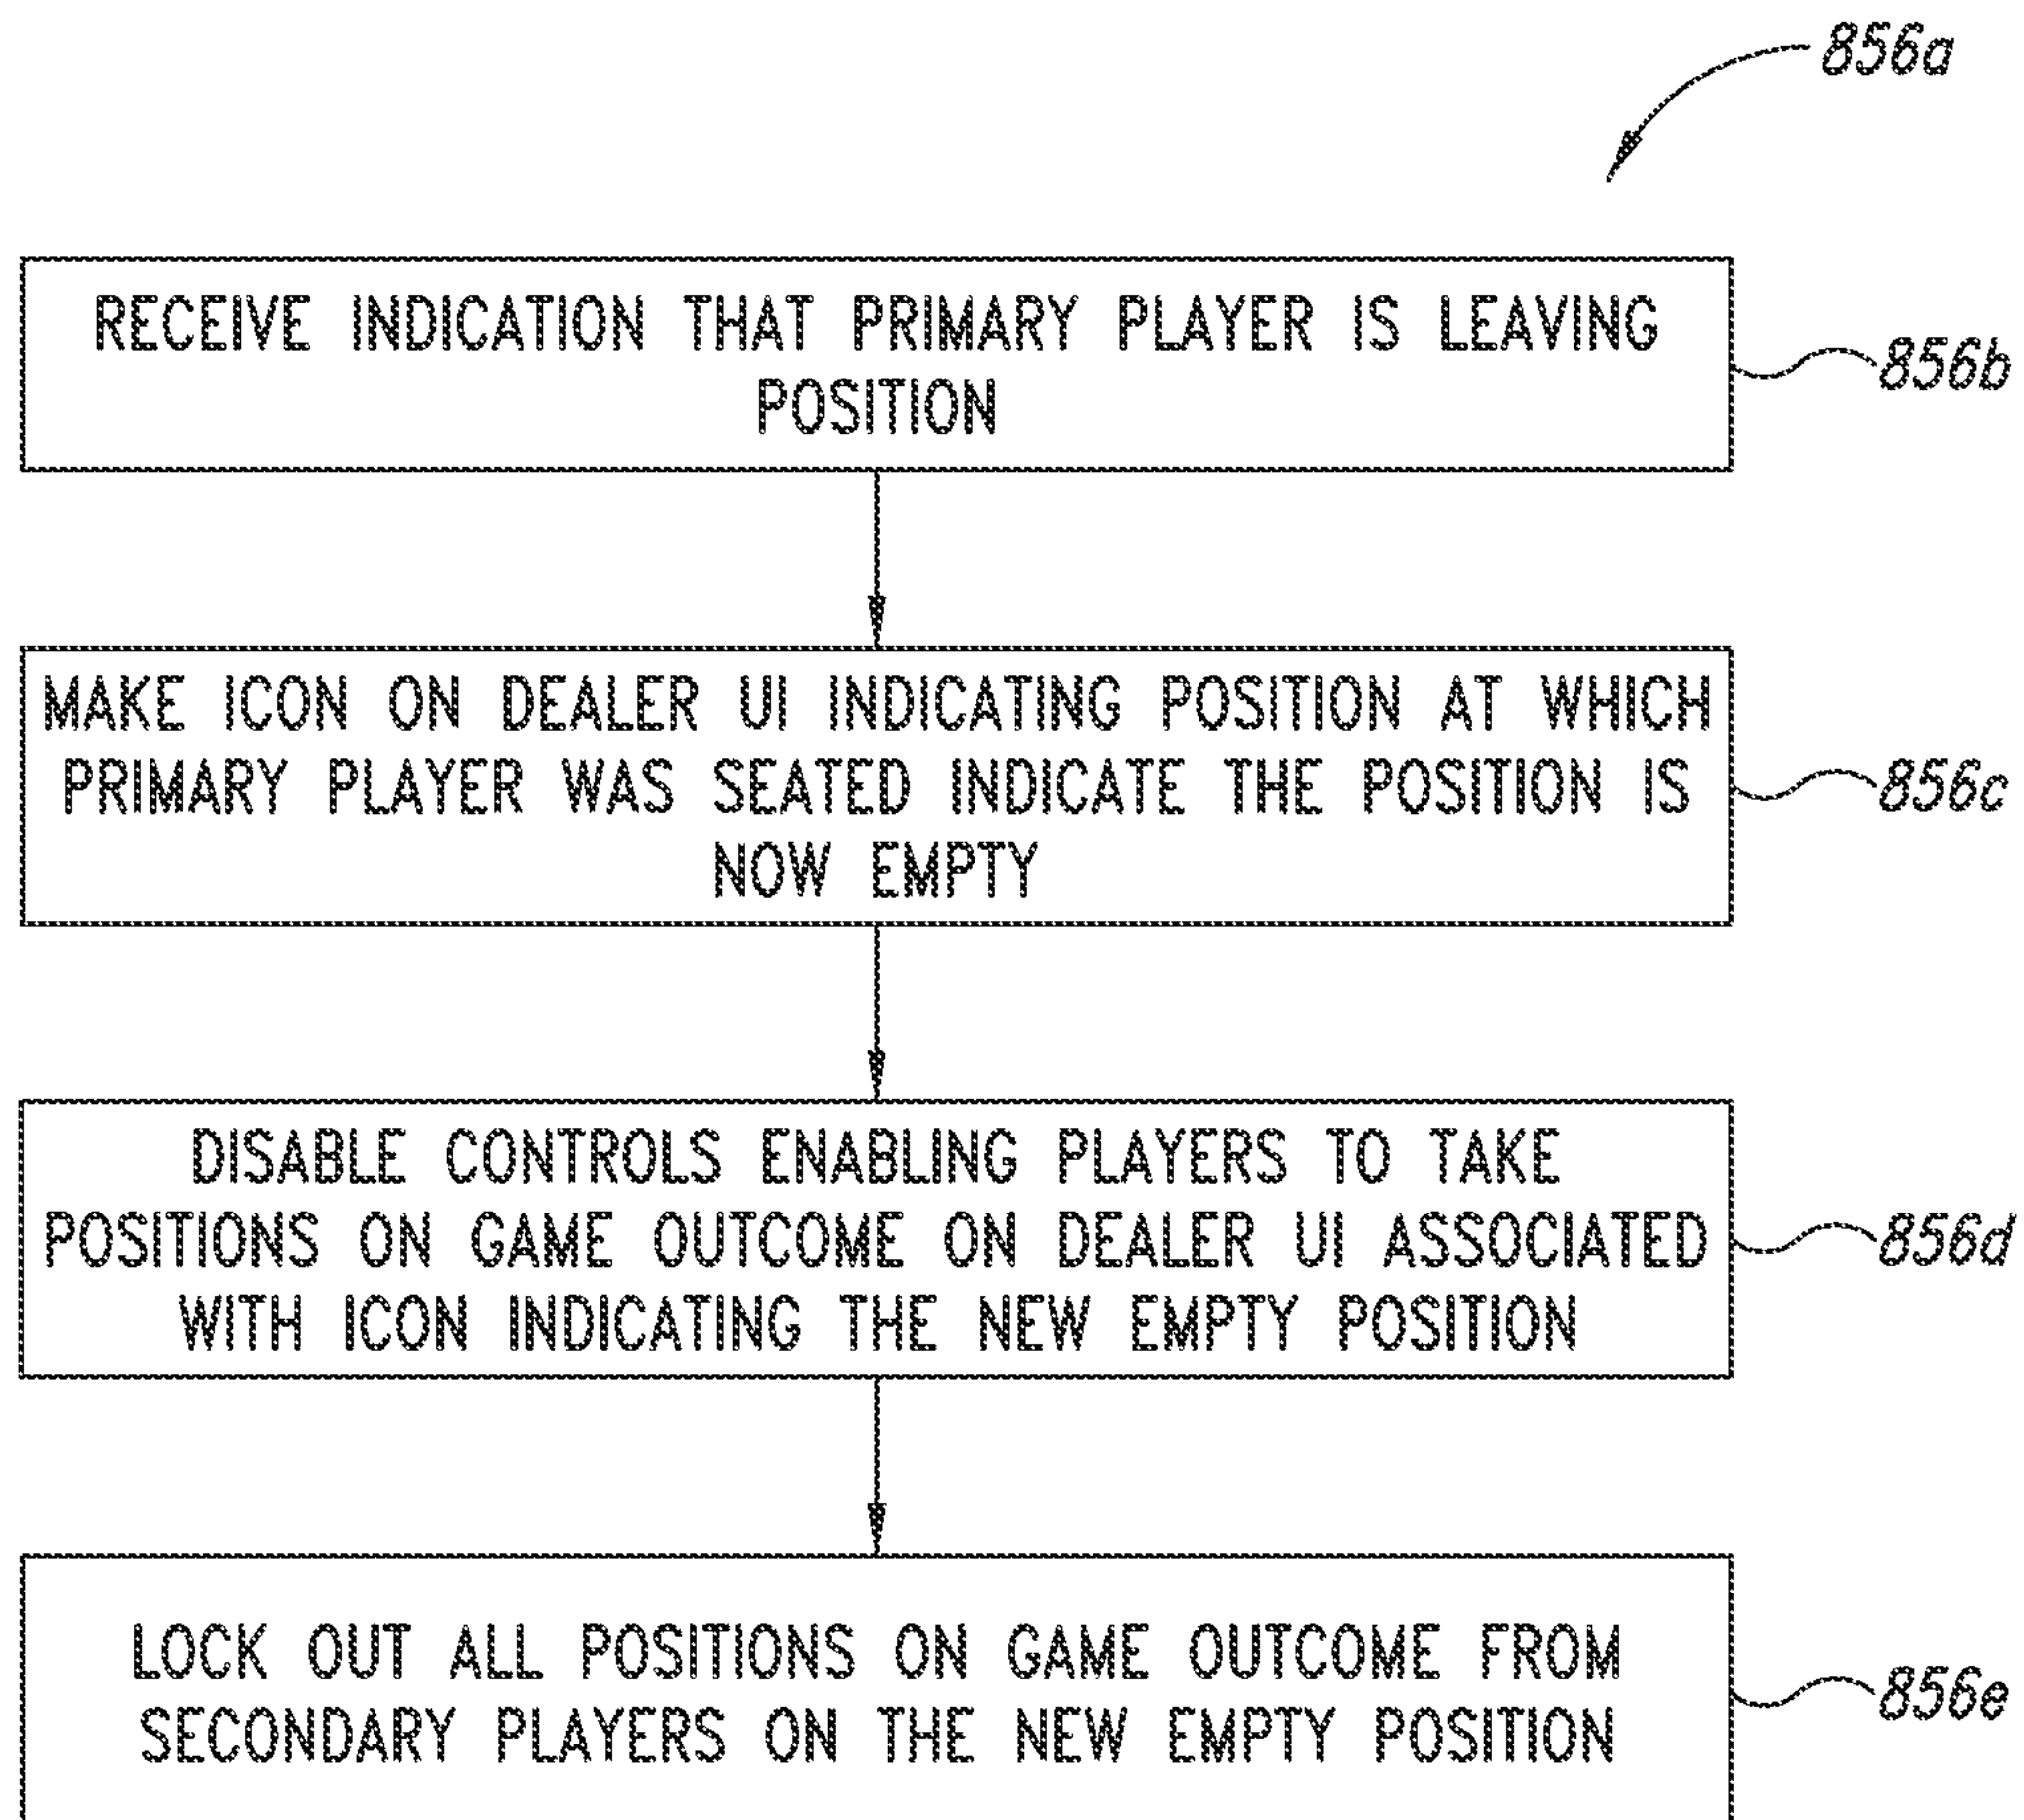 856a
RECEIVE INDICATION THAT PRIMARY PLAYER IS LEAVING
POSITION
856b
MAKE ICON ON DEALER UI INDICATING POSITION AT WHICH
PRIMARY PLAYER WAS SEATED INDICATE THE POSITION IS
NOW EMPTY
856c
DISABLE CONTROLS ENABLING PLAYERS TO TAKE
POSITIONS ON GAME OUTCOME ON DEALER UI ASSOCIATED
WITH ICON INDICATING THE NEW EMPTY POSITION
856d
LOCK OUT ALL POSITIONS ON GAME OUTCOME FROM
SECONDARY PLAYERS ON THE NEW EMPTY POSITION
856e